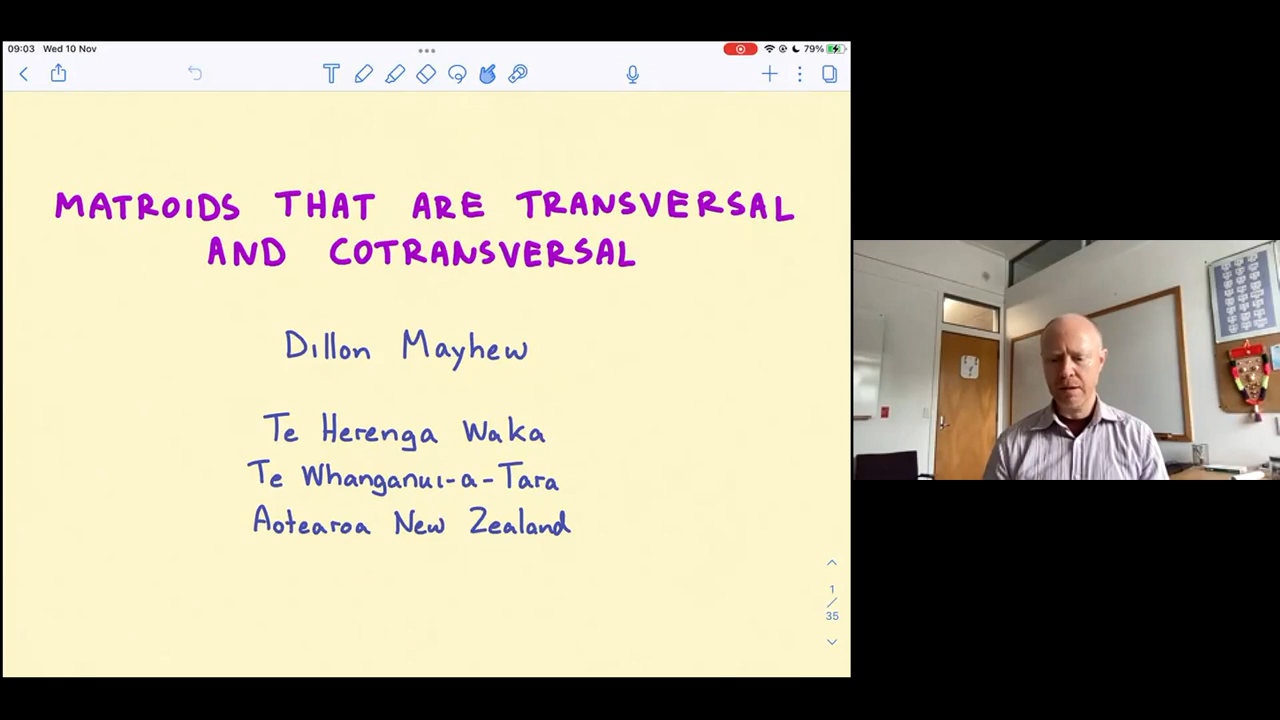 09:03 Wed 10 Nov
79%
MATROIDS THAT ARE TRANSVERSAL
AND COTRANSVERSAL
Dillon Mayhew
Te Herenga Waka
Te Whanganui-a-Tara
Aotearoa New Zealand
1
/
35